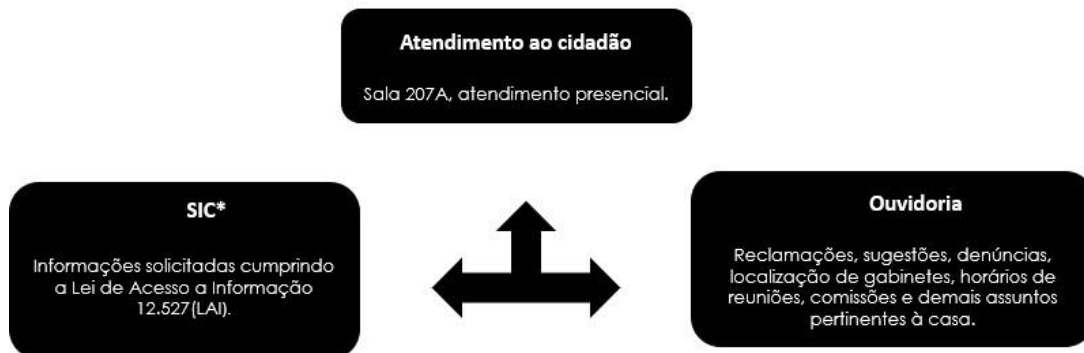 Atendimento ao cidadão
Sala 207A, atendimento presencial.
SIC*
Informações solicitadas cumprindo
a Lei de Acesso a Informação
12.527(LAI).
Ouvidoria
Reclamações, sugestões, denúncias,
localização de gabinetes, horários de
reuniões, comissões e demais assuntos
pertinentes à casa.